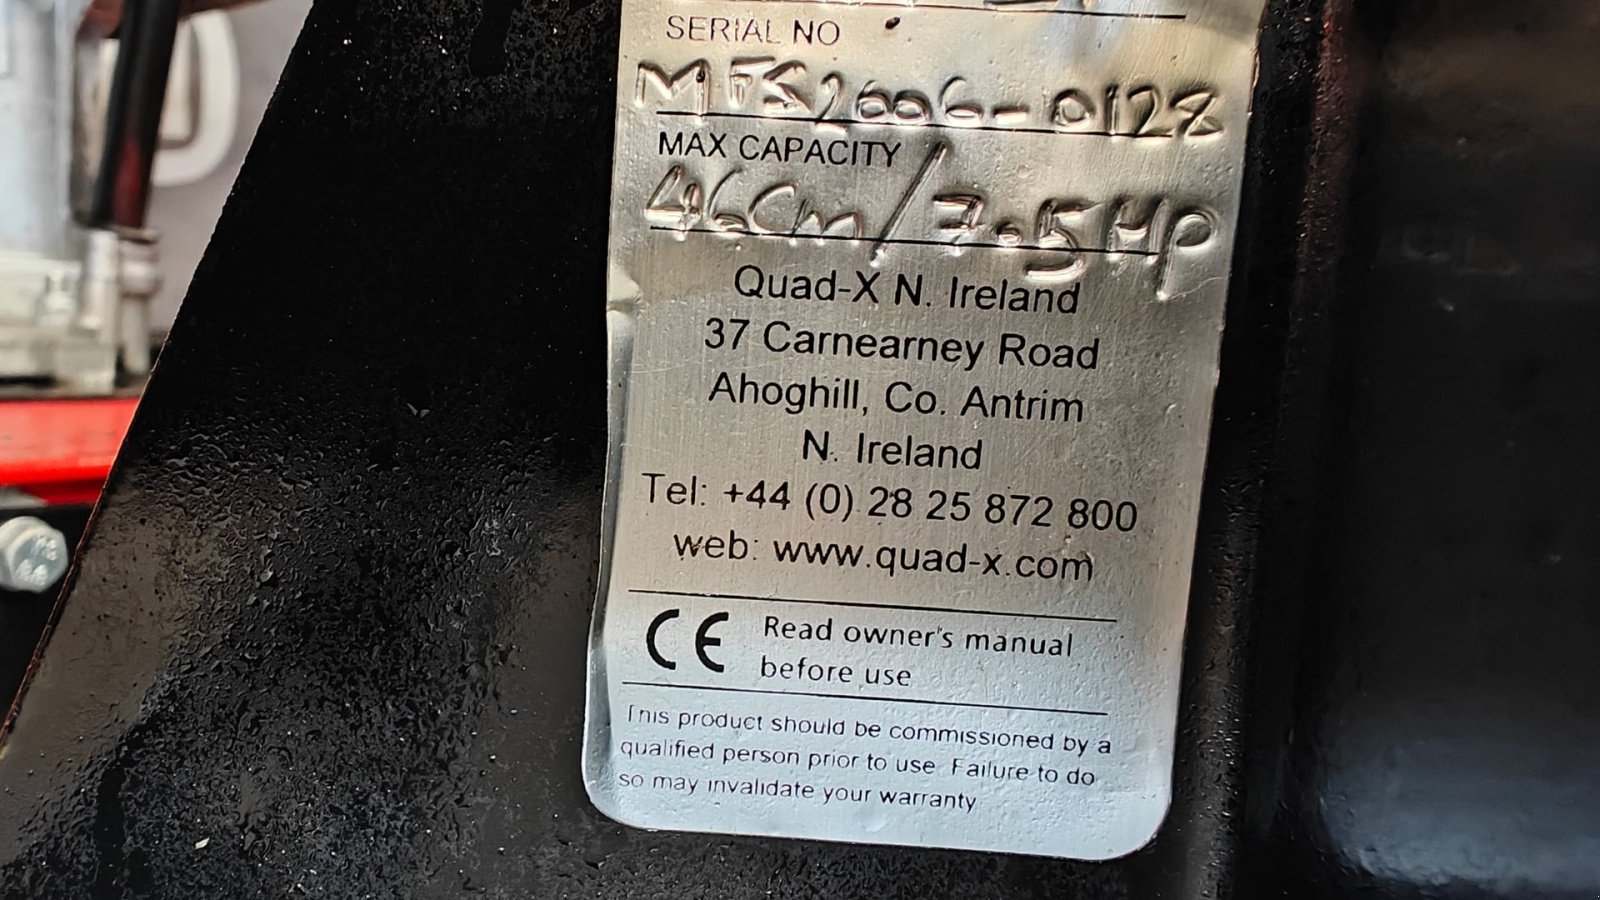 SERIAL NO
MFS2606-0128
MAX CAPACITY
46Cm/7.5HP
Quad-X N. Ireland
37 Carnearney Road
Ahoghill, Co. Antrim
N. Ireland
Tel: +44 (0) 28 25 872 800
web: www.quad-x.com
CE Read owner's manual
before use
This product should be commissioned by a
qualified person prior to use. Failure to do
so may invalidate your warranty